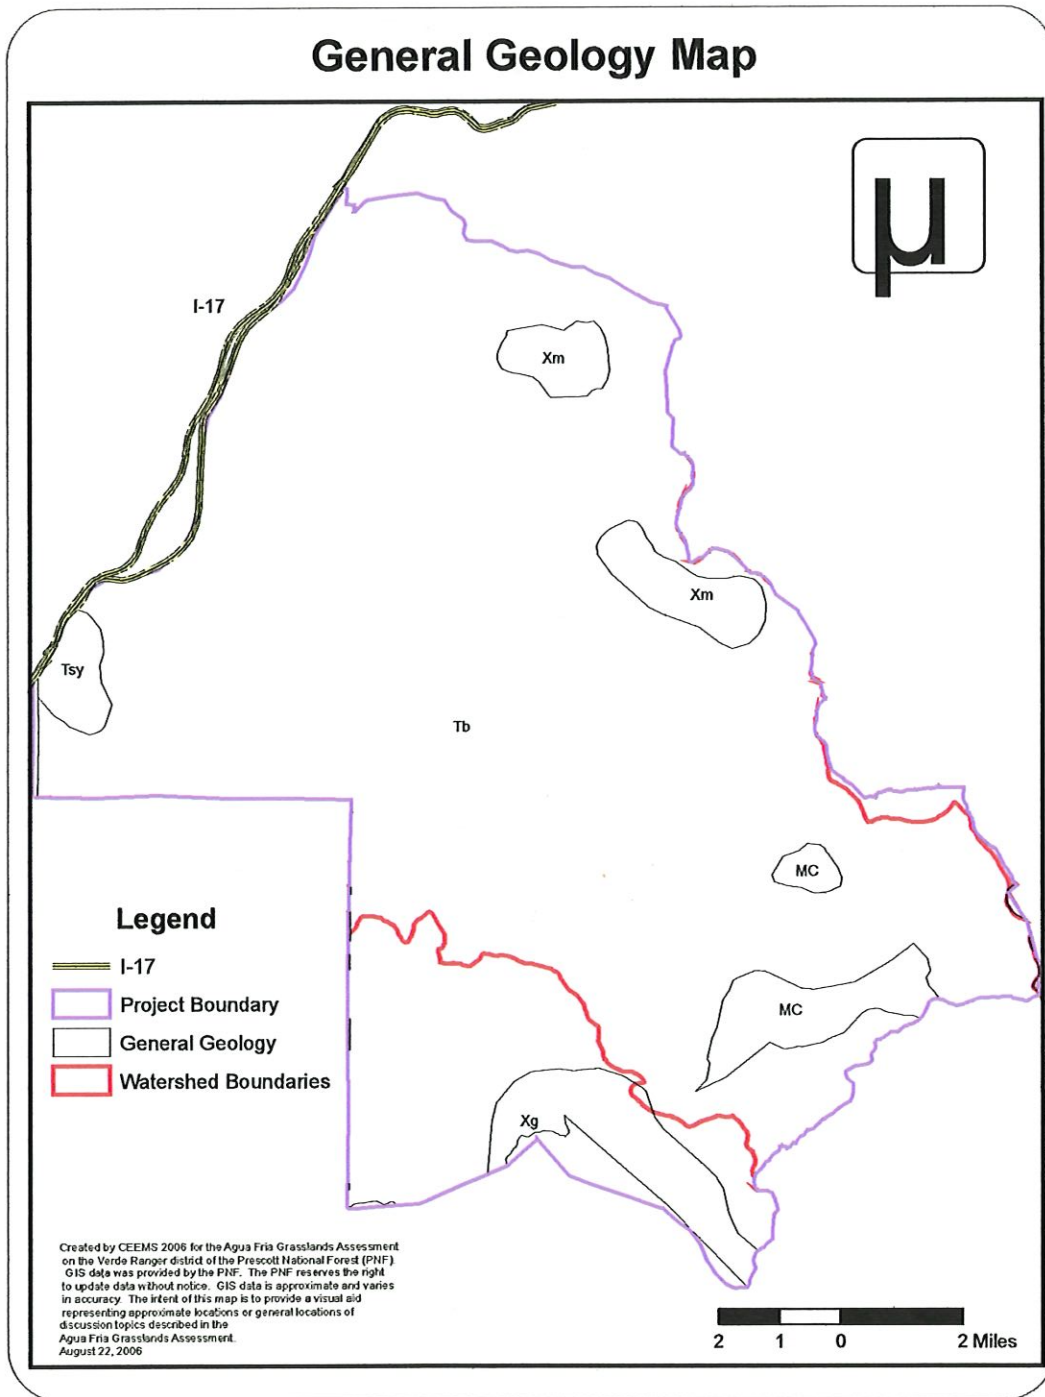 General Geology Map
µ
I-17
Xm
Xm
Tsy
Tb
MC
MC
Xg
Legend
I-17
Project Boundary
General Geology
Watershed Boundaries
Created by CEEMS 2006 for the Agua Fria Grasslands Assessment
on the Verde Ranger district of the Prescott National Forest (PNF)
GIS data was provided by the PNF. The PNF reserves the right
to update data without notice. GIS data is approximate and varies
in accuracy. The intent of this map is to provide a visual aid
representing approximate locations or general locations of
discussion topics described in the
Agua Fria Grasslands Assessment.
August 22, 2006
2 1 0 2 Miles